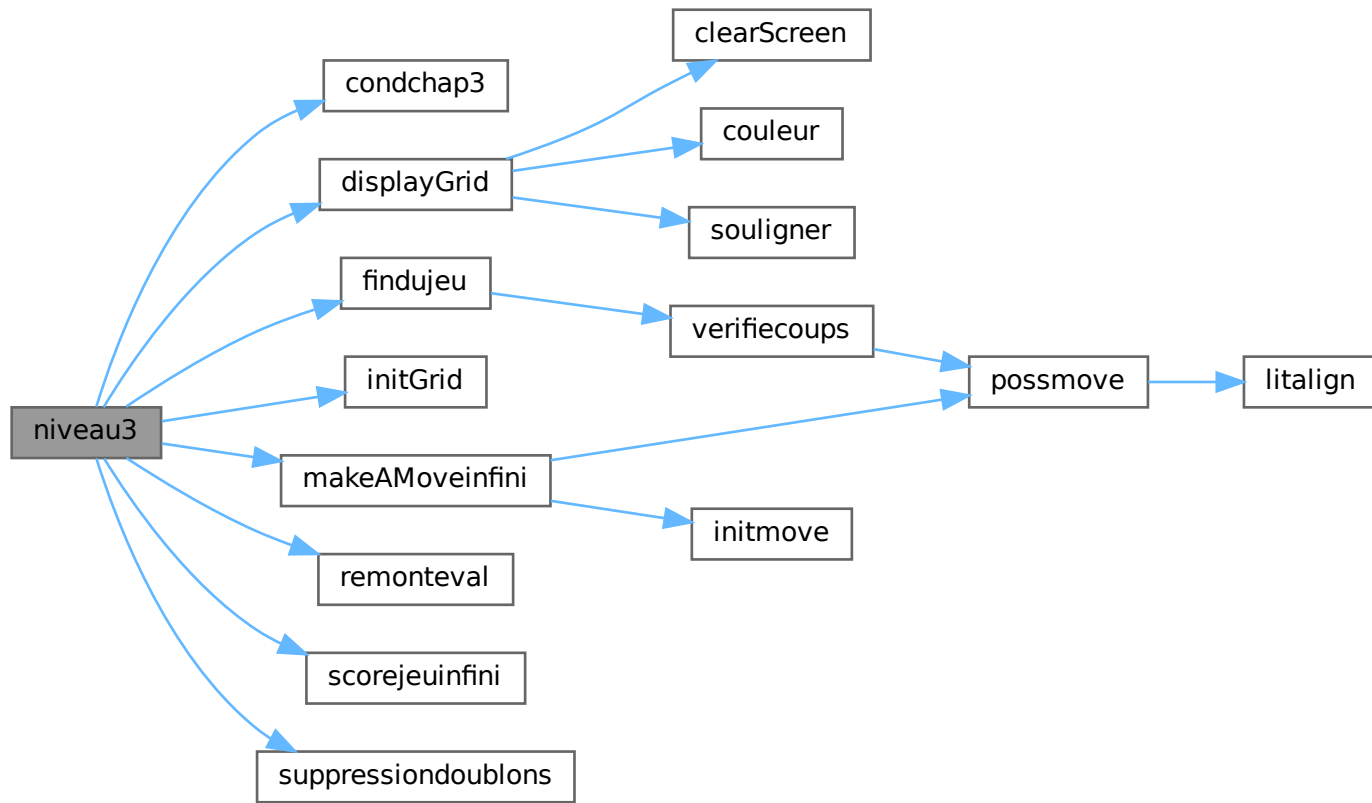 clearScreen
condchap3
couleur
displayGrid
souligner
findujeu
verifiecoups
initGrid
possmove
litalign
niveau3
makeAMoveinfini
initmove
remonteval
scorejeuinfini
suppressiondoublons